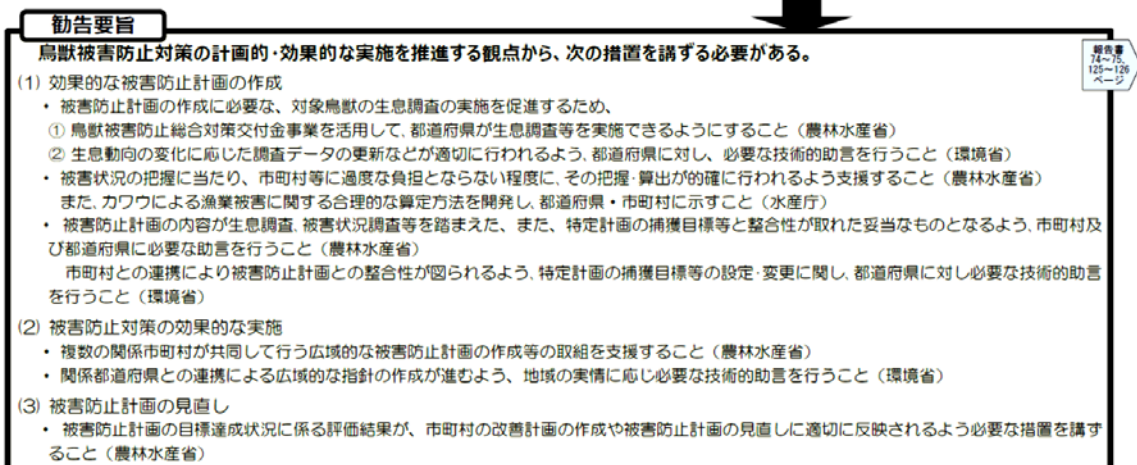 勧告要旨
鳥獣被害防止対策の計画的・効果的な実施を推進する観点から、次の措置を講ずる必要がある。
報告書
74~75、
125~126
ページ
(1) 効果的な被害防止計画の作成
・ 被害防止計画の作成に必要な、対象鳥獣の生息調査の実施を促進するため、
① 鳥獣被害防止総合対策交付金事業を活用して、都道府県が生息調査等を実施できるようにすること（農林水産省）
② 生息動向の変化に応じた調査データの更新などが適切に行われるよう、都道府県に対し、必要な技術的助言を行うこと（環境省）
・ 被害状況の把握に当たり、市町村等に過度な負担とならない程度に、その把握・算出が的確に行われるよう支援すること（農林水産省）
また、カワウによる漁業被害に関する合理的な算定方法を開発し、都道府県・市町村に示すこと（水産庁）
・ 被害防止計画の内容が生息調査、被害状況調査等を踏まえた、また、特定計画の捕獲目標等と整合性が取れた妥当なものとなるよう、市町村及
び都道府県に必要な助言を行うこと（農林水産省）
市町村との連携により被害防止計画との整合性が図られるよう、特定計画の捕獲目標等の設定・変更に関し、都道府県に対し必要な技術的助言
を行うこと（環境省）
(2) 被害防止対策の効果的な実施
・ 複数の関係市町村が共同して行う広域的な被害防止計画の作成等の取組を支援すること（農林水産省）
・ 関係都道府県との連携による広域的な指針の作成が進むよう、地域の実情に応じ必要な技術的助言を行うこと（環境省）
(3) 被害防止計画の見直し
・ 被害防止計画の目標達成状況に係る評価結果が、市町村の改善計画の作成や被害防止計画の見直しに適切に反映されるよう必要な措置を講ず
ること（農林水産省）